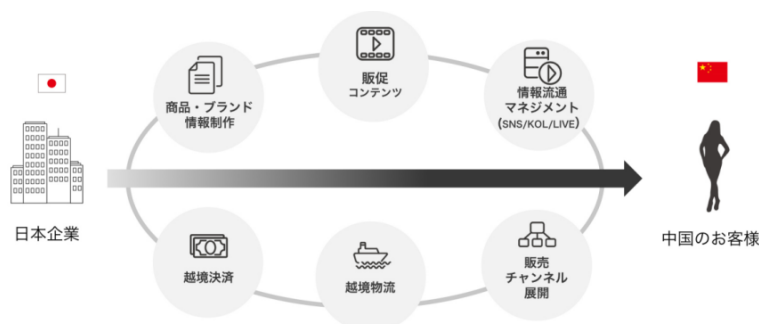 販促
コンテンツ
商品・ブランド
情報制作
情報流通
マネジメント
(SNS/KOL/LIVE)
日本企業
中国のお客様
越境決済
越境物流
販売
チャンネル
展開